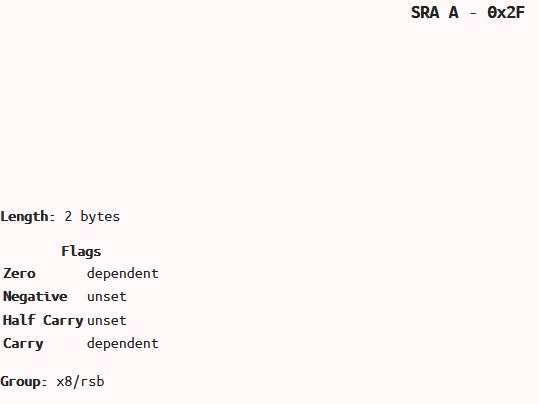 SRA A - 0x2F
Length: 2 bytes
Flags
Zero dependent
Negative unset
Half Carry unset
Carry dependent
Group: x8/rsb